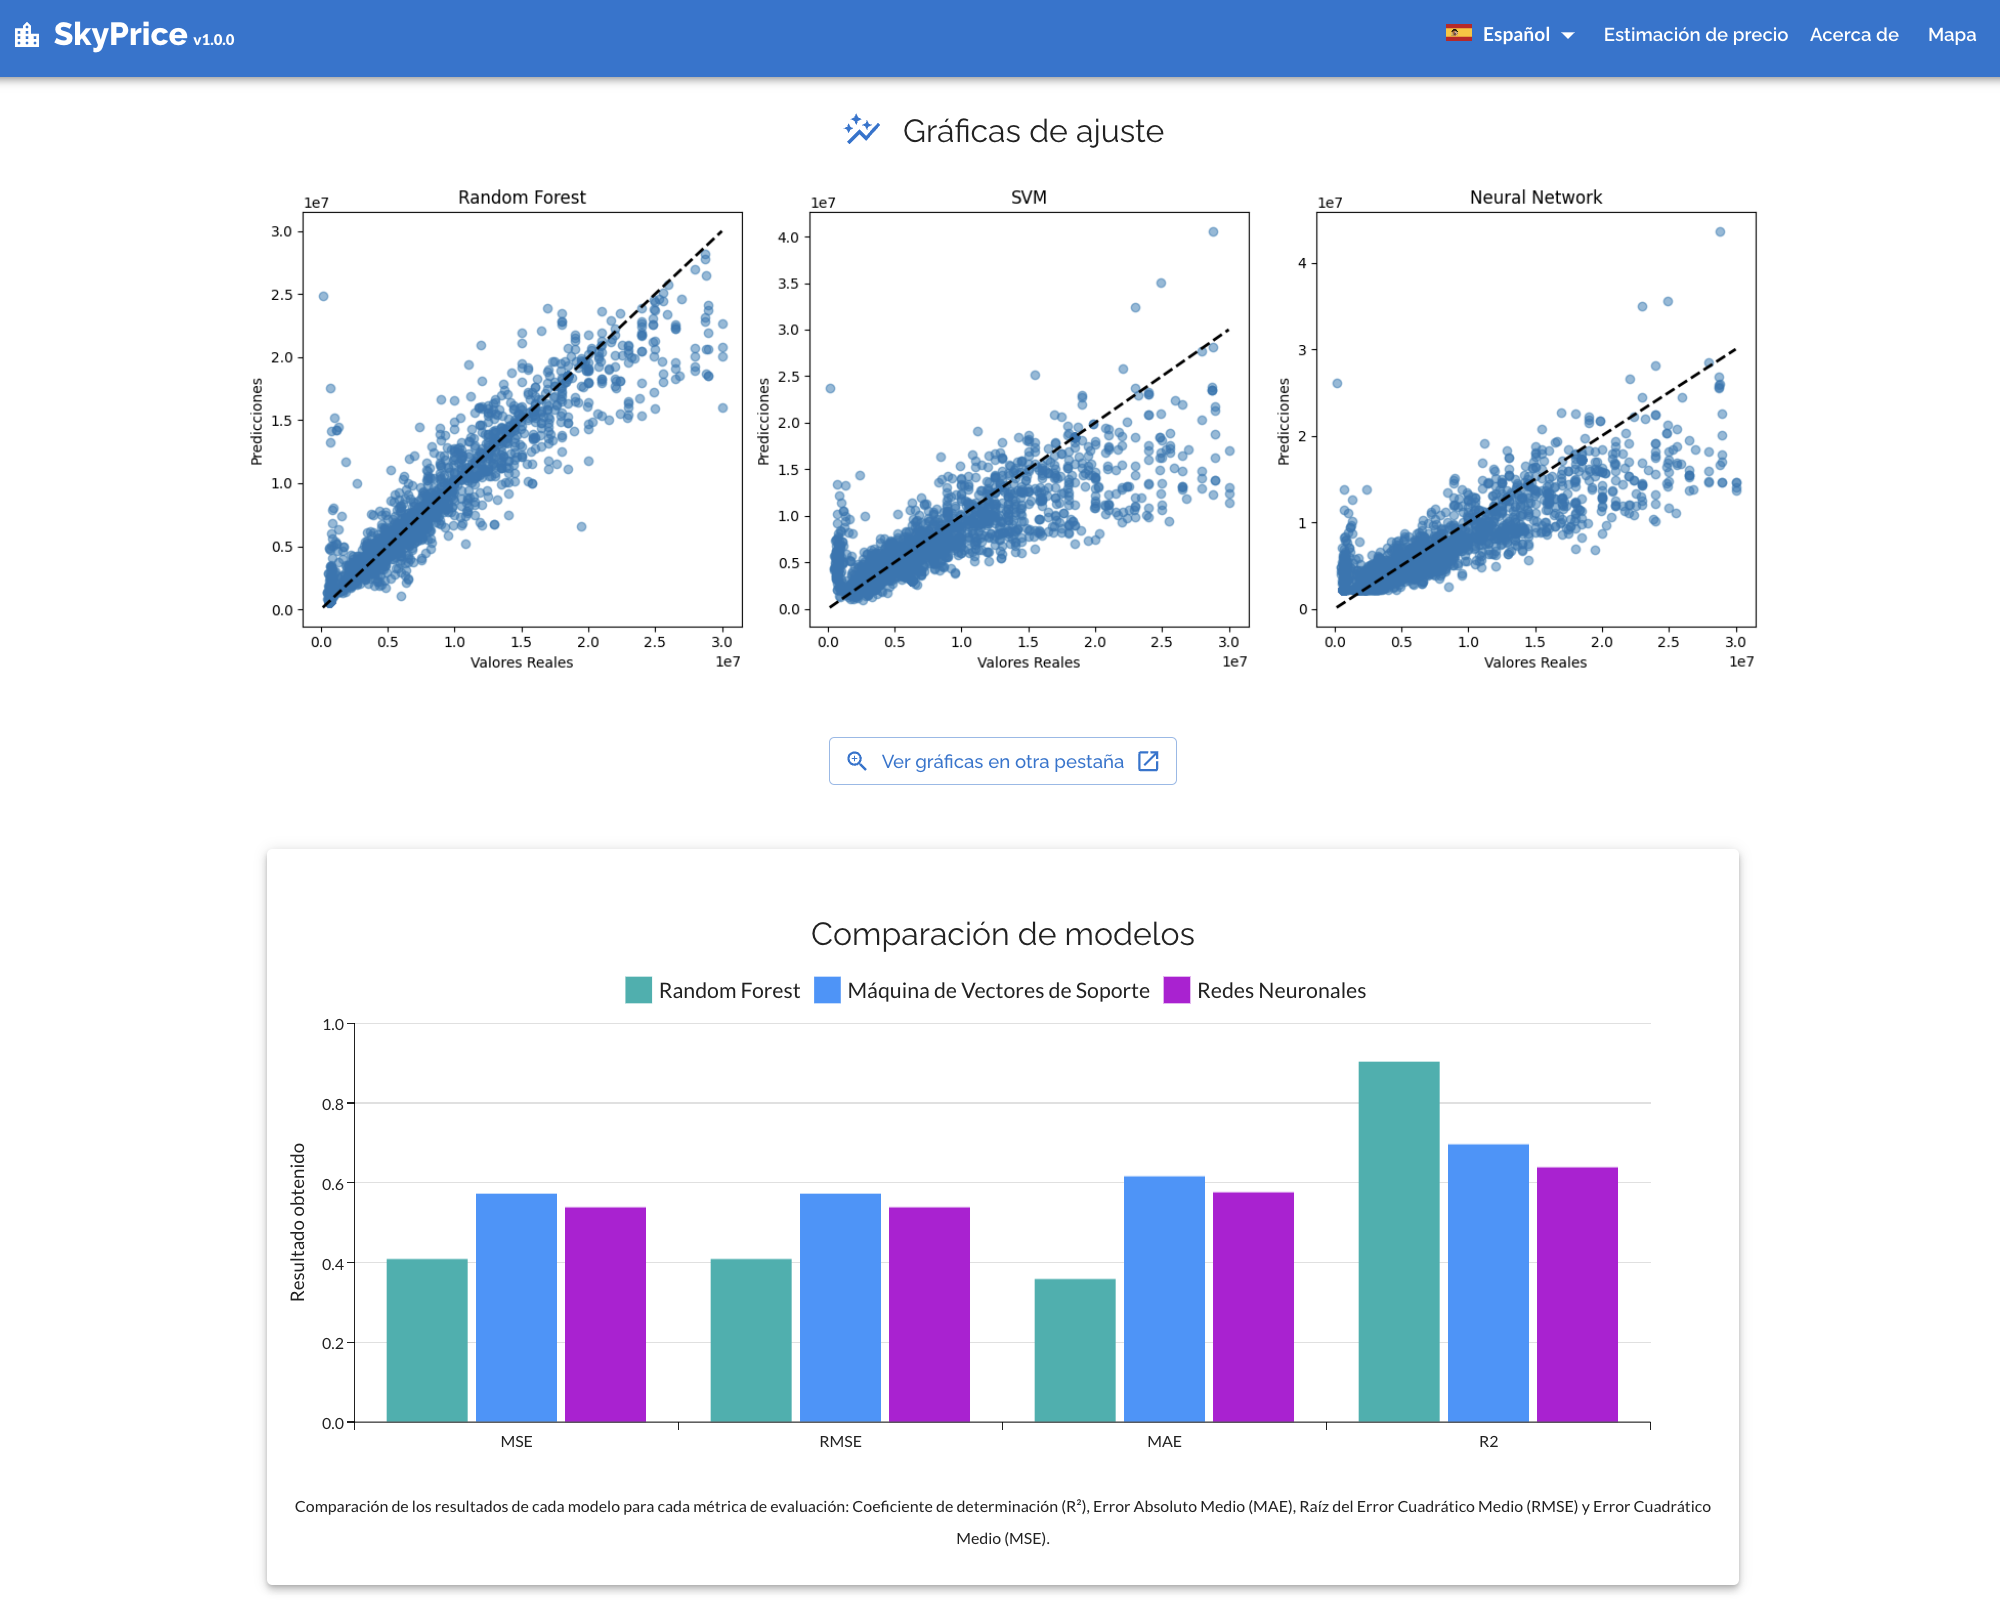 SkyPrice v1.0.0
Español
Estimación de precio
Acerca de
Mapa
Gráficas de ajuste
Random Forest
1e7
3.0
2.5
2.0
1.5
1.0
0.5
0.0
Predicciones
0.0 0.5 1.0 1.5 2.0 2.5 3.0
Valores Reales
1e7
SVM
1e7
4.0
3.5
3.0
2.5
2.0
1.5
1.0
0.5
0.0
Predicciones
0.0 0.5 1.0 1.5 2.0 2.5 3.0
Valores Reales
1e7
Neural Network
1e7
4
3
2
1
0
Predicciones
0.0 0.5 1.0 1.5 2.0 2.5 3.0
Valores Reales
1e7
Ver gráficas en otra pestaña
Comparación de modelos
Random Forest
Máquina de Vectores de Soporte
Redes Neuronales
1.0
0.8
0.6
0.4
0.2
0.0
Resultado obtenido
MSE RMSE MAE R2
Comparación de los resultados de cada modelo para cada métrica de evaluación: Coeficiente de determinación (R²), Error Absoluto Medio (MAE), Raíz del Error Cuadrático Medio (RMSE) y Error Cuadrático
Medio (MSE).